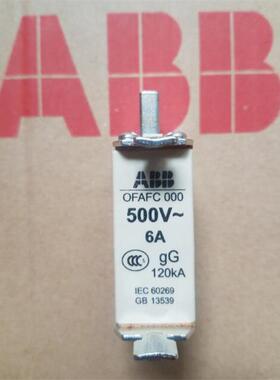 ABB
ABB
OFAFC 000
500V~
6A
gG
120kA
IEC 60269
GB 13539